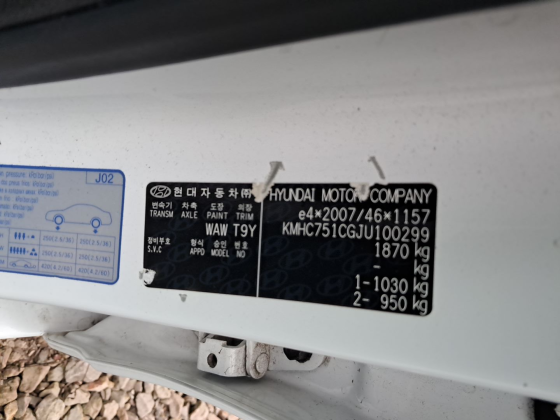 J02
현대자동차㈜ HYUNDAI MOTOR COMPANY
변속기 차축 도장 의장
TRANSM AXLE PAINT TRIM
WAW T9Y
정비부호 형식 승인 번호
S.V.C APPD MODEL NO
e4*2007/46*1157
KMHC751CGJU100299
1870 kg
- kg
1- 1030 kg
2- 950 kg